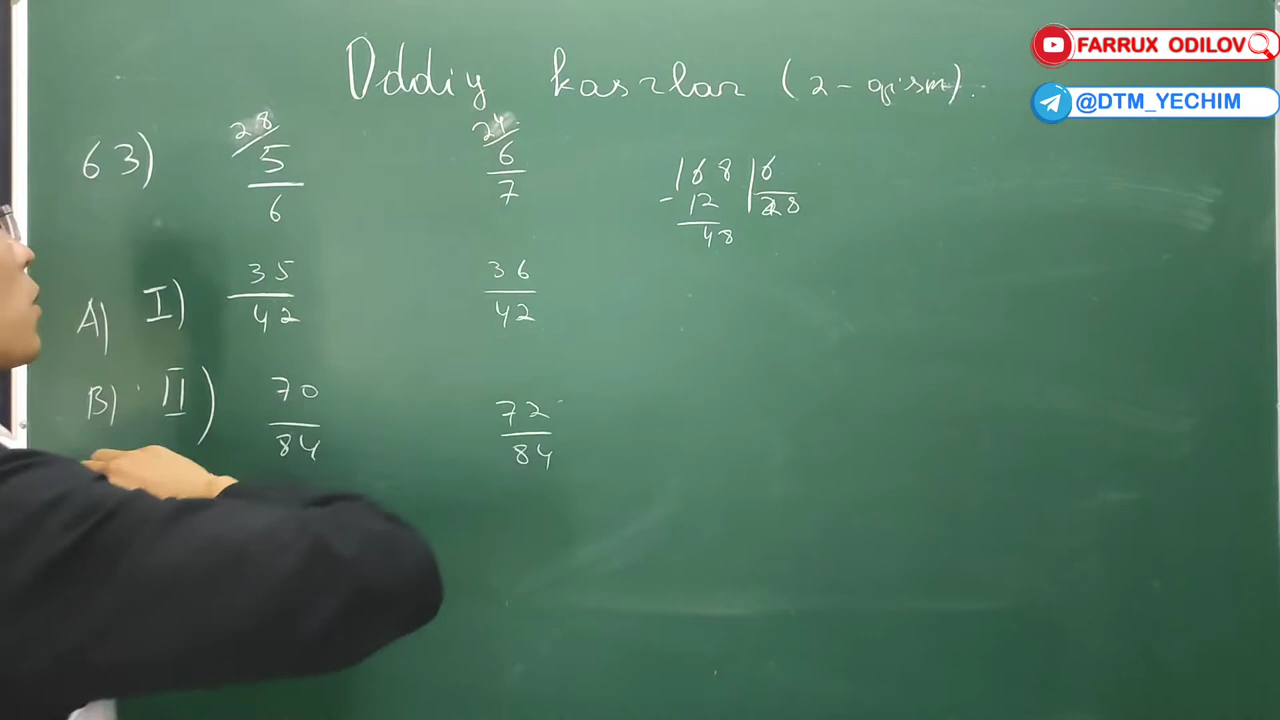 Oddiy kasrlar (2-qism).
FARRUX ODILOV
@DTM_YECHIM
63) 28/ 5/6 24/ 6/7
168 | 6
- 12 | 28
48
A) I) 35/42 36/42
B) II) 70/84 72/84